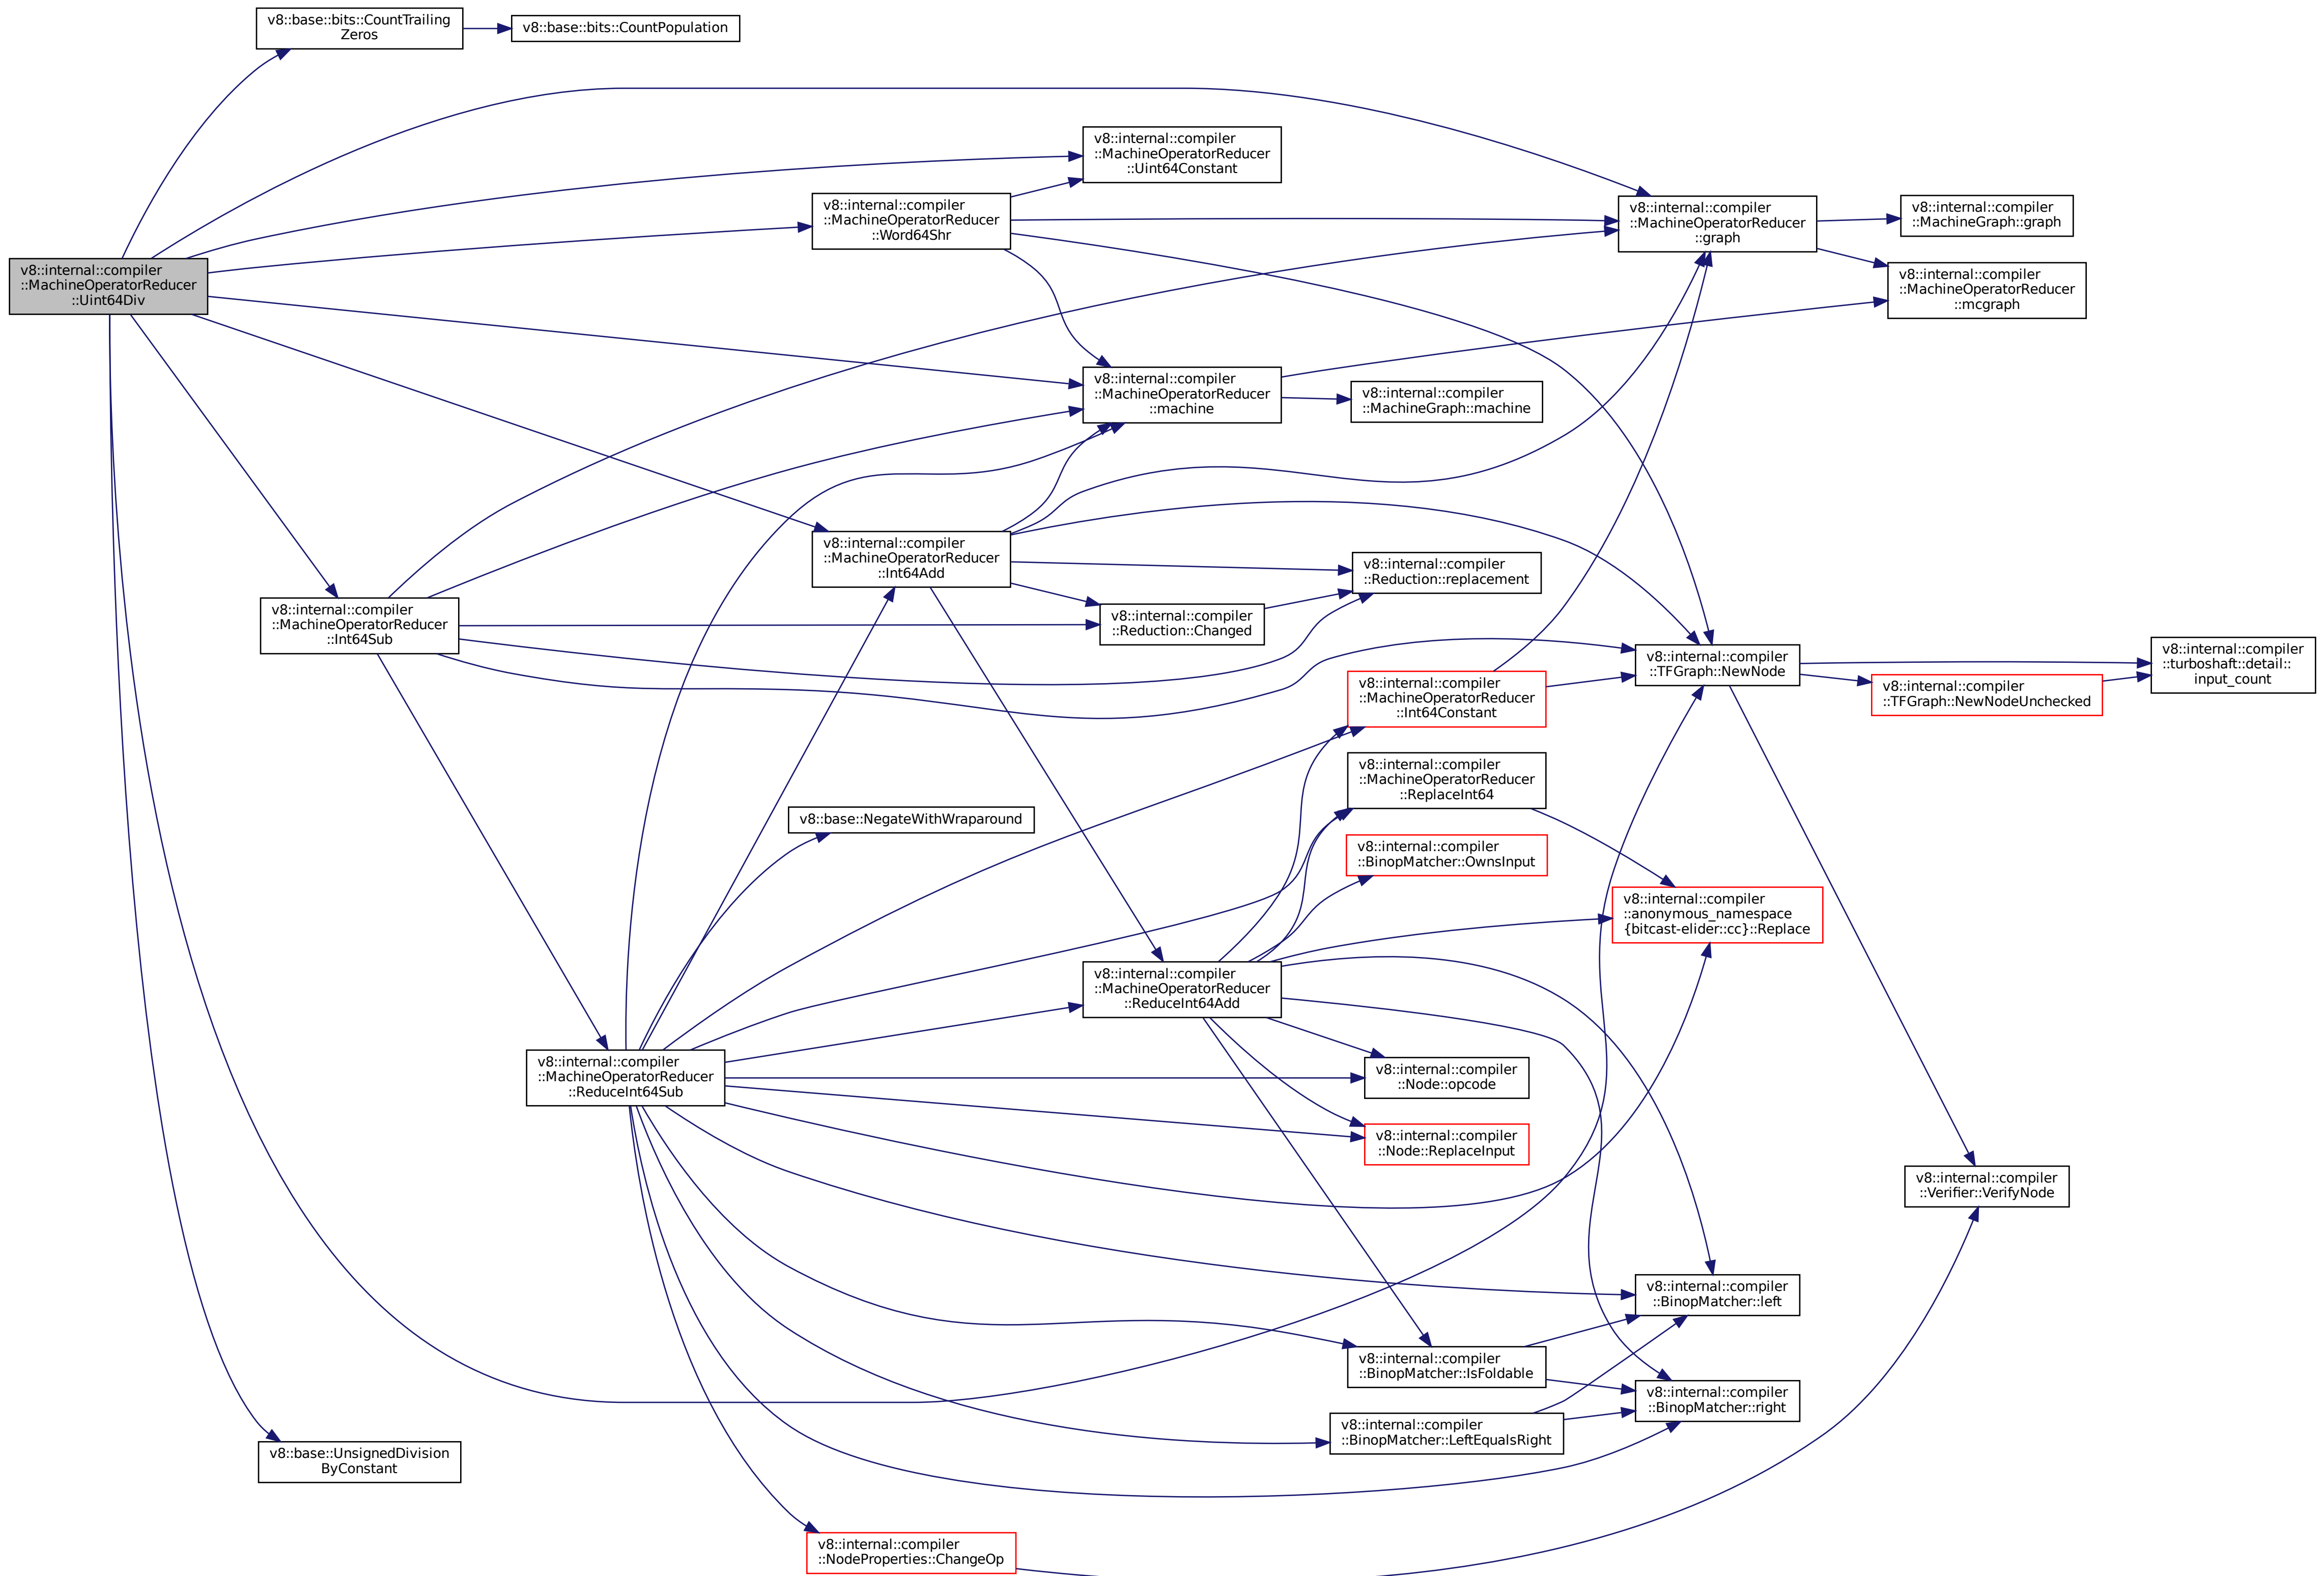 v8::base::bits::CountTrailing
Zeros
v8::base::bits::CountPopulation
v8::internal::compiler
::MachineOperatorReducer
::Uint64Constant
v8::internal::compiler
::MachineOperatorReducer
::Word64Shr
v8::internal::compiler
::MachineOperatorReducer
::graph
v8::internal::compiler
::MachineGraph::graph
v8::internal::compiler
::MachineOperatorReducer
::Uint64Div
v8::internal::compiler
::MachineOperatorReducer
::mcgraph
v8::internal::compiler
::MachineOperatorReducer
::machine
v8::internal::compiler
::MachineGraph::machine
v8::internal::compiler
::MachineOperatorReducer
::Int64Add
v8::internal::compiler
::Reduction::replacement
v8::internal::compiler
::MachineOperatorReducer
::Int64Sub
v8::internal::compiler
::Reduction::Changed
v8::internal::compiler
::TFGraph::NewNode
v8::internal::compiler
::turboshaft::detail::
input_count
v8::internal::compiler
::MachineOperatorReducer
::Int64Constant
v8::internal::compiler
::TFGraph::NewNodeUnchecked
v8::internal::compiler
::MachineOperatorReducer
::ReplaceInt64
v8::base::NegateWithWraparound
v8::internal::compiler
::BinopMatcher::OwnsInput
v8::internal::compiler
::anonymous_namespace
{bitcast-elider::cc}::Replace
v8::internal::compiler
::MachineOperatorReducer
::ReduceInt64Add
v8::internal::compiler
::MachineOperatorReducer
::ReduceInt64Sub
v8::internal::compiler
::Node::opcode
v8::internal::compiler
::Node::ReplaceInput
v8::internal::compiler
::Verifier::VerifyNode
v8::internal::compiler
::BinopMatcher::left
v8::internal::compiler
::BinopMatcher::IsFoldable
v8::internal::compiler
::BinopMatcher::right
v8::internal::compiler
::BinopMatcher::LeftEqualsRight
v8::base::UnsignedDivision
ByConstant
v8::internal::compiler
::NodeProperties::ChangeOp